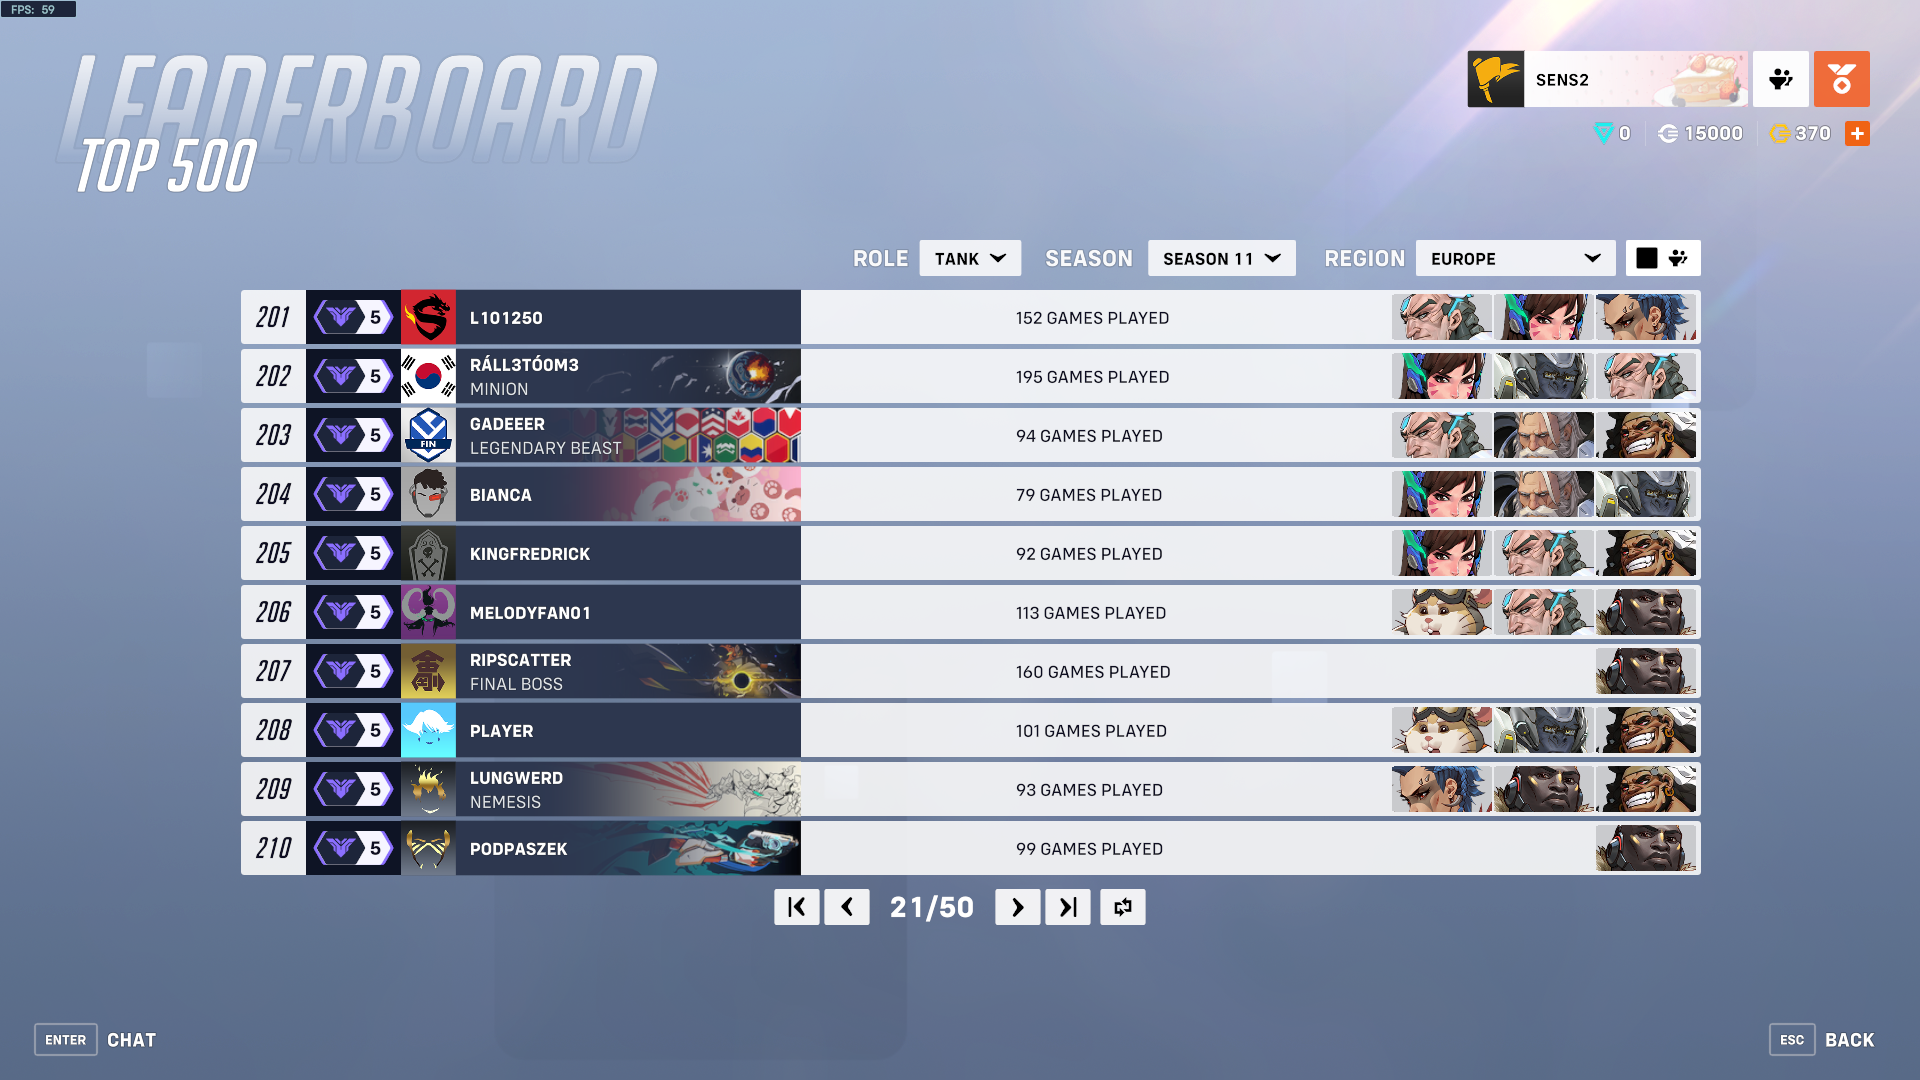 FPS: 59
LEADERBOARD
TOP 500
SENS2
0 15000 370
ROLE TANK SEASON SEASON 11 REGION EUROPE
201 5 L101250 152 GAMES PLAYED
202 5 RÁLL3TÓOM3 195 GAMES PLAYED
MINION
203 5 FIN GADEEER 94 GAMES PLAYED
LEGENDARY BEAST
204 5 BIANCA 79 GAMES PLAYED
205 5 KINGFREDRICK 92 GAMES PLAYED
206 5 MELODYFAN01 113 GAMES PLAYED
207 5 RIPSCATTER 160 GAMES PLAYED
FINAL BOSS
208 5 PLAYER 101 GAMES PLAYED
209 5 LUNGWERD 93 GAMES PLAYED
NEMESIS
210 5 PODPASZEK 99 GAMES PLAYED
21/50
ENTER CHAT
ESC BACK